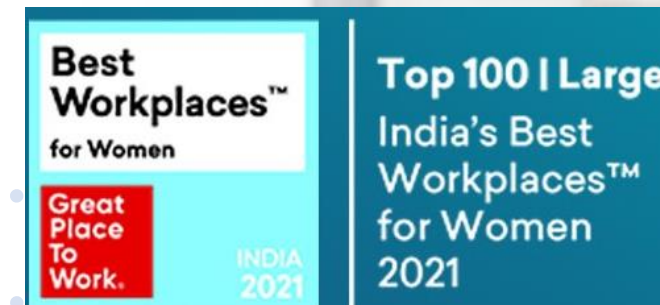 Best
Workplaces™
for Women
Great
Place
To
Work.
INDIA
2021
Top 100 | Large
India's Best
Workplaces™
for Women
2021